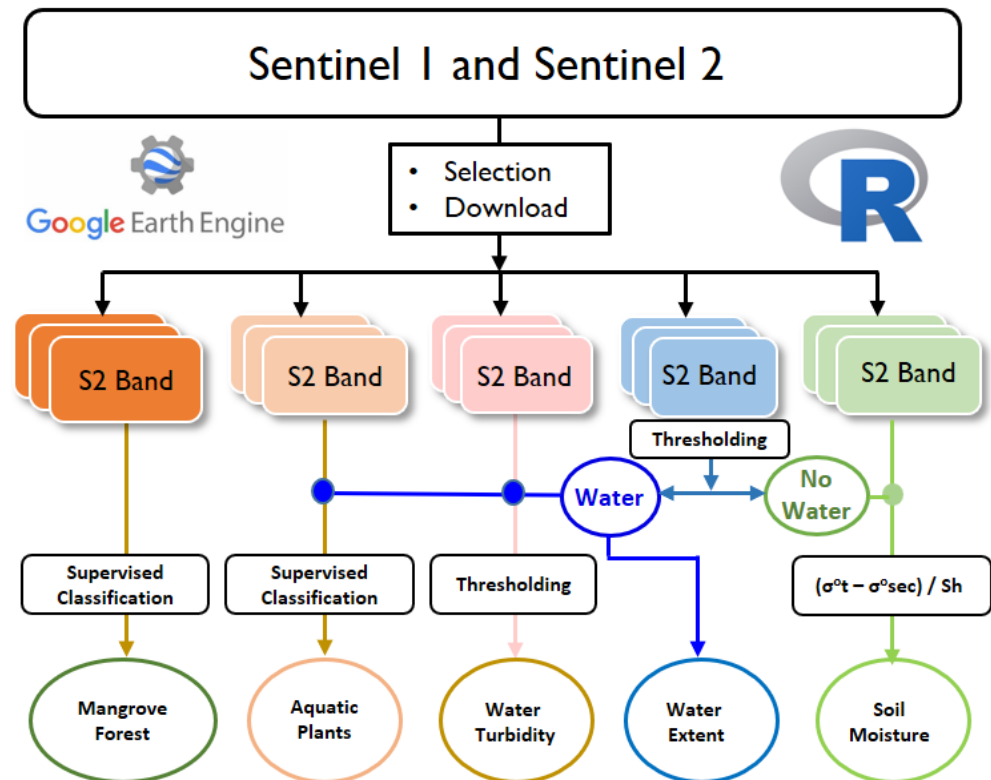 Sentinel 1 and Sentinel 2
Google Earth Engine
• Selection
• Download
R
S2 Band
S2 Band
S2 Band
S2 Band
S2 Band
Thresholding
Water
No
Water
Supervised
Classification
Supervised
Classification
Thresholding
(σ°t – σ°sec) / Sh
Mangrove
Forest
Aquatic
Plants
Water
Turbidity
Water
Extent
Soil
Moisture